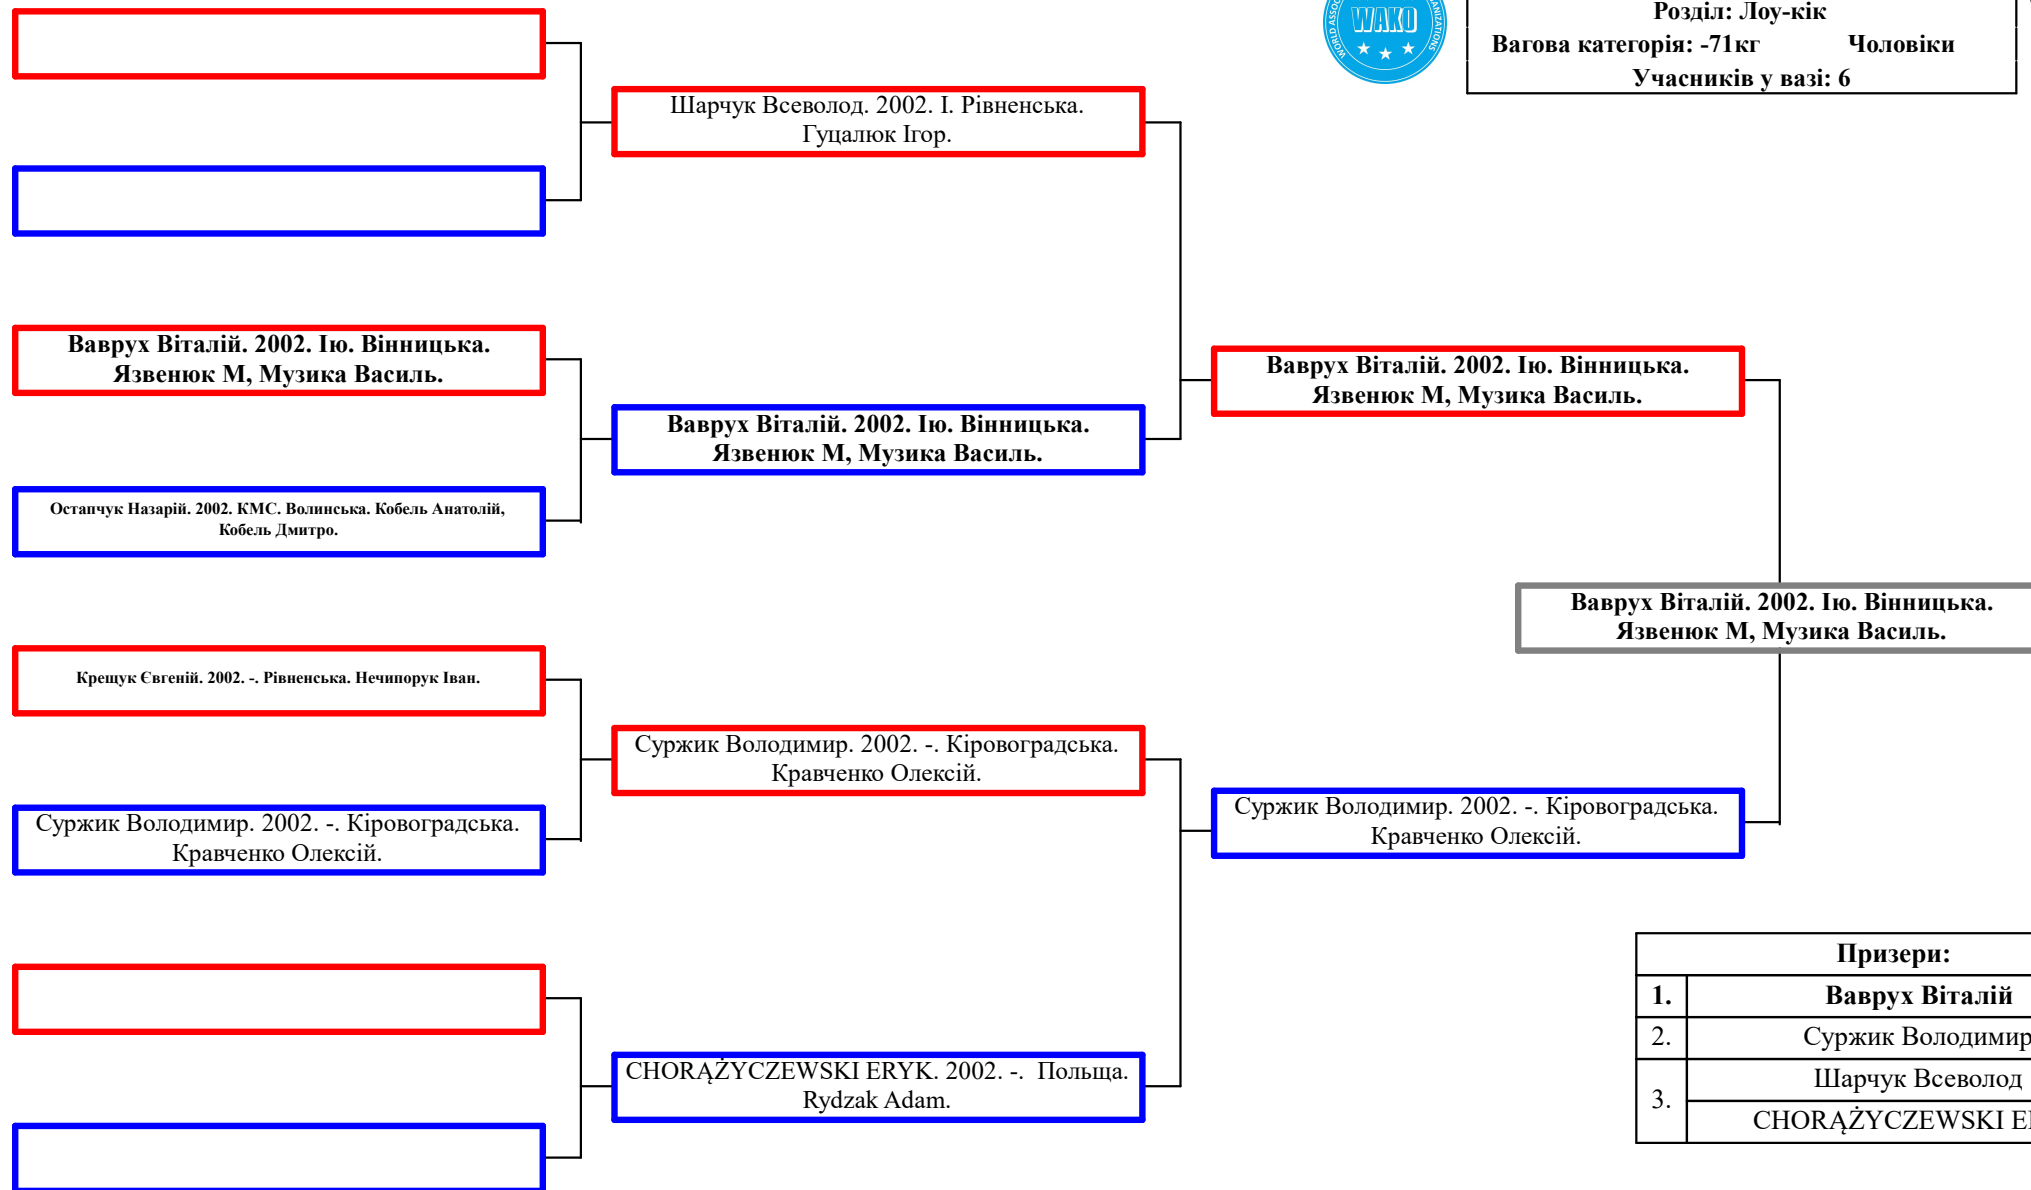 WAKO
Розділ: Лоу-кік
Вагова категорія: -71кг Чоловіки
Учасників у вазі: 6
Шарчук Всеволод. 2002. І. Рівненська.
Гуцалюк Ігор.
Ваврух Віталій. 2002. Ію. Вінницька.
Язвенюк М, Музика Василь.
Ваврух Віталій. 2002. Ію. Вінницька.
Язвенюк М, Музика Василь.
Ваврух Віталій. 2002. Ію. Вінницька.
Язвенюк М, Музика Василь.
Остапчук Назарій. 2002. КМС. Волинська. Кобель Анатолій,
Кобель Дмитро.
Ваврух Віталій. 2002. Ію. Вінницька.
Язвенюк М, Музика Василь.
Крещук Євгеній. 2002. -. Рівненська. Нечипорук Іван.
Суржик Володимир. 2002. -. Кіровоградська.
Кравченко Олексій.
Суржик Володимир. 2002. -. Кіровоградська.
Кравченко Олексій.
Суржик Володимир. 2002. -. Кіровоградська.
Кравченко Олексій.
CHORĄŻYCZEWSKI ERYK. 2002. -. Польща.
Rydzak Adam.
Призери:
1. Ваврух Віталій
2. Суржик Володимир
3. Шарчук Всеволод
CHORĄŻYCZEWSKI